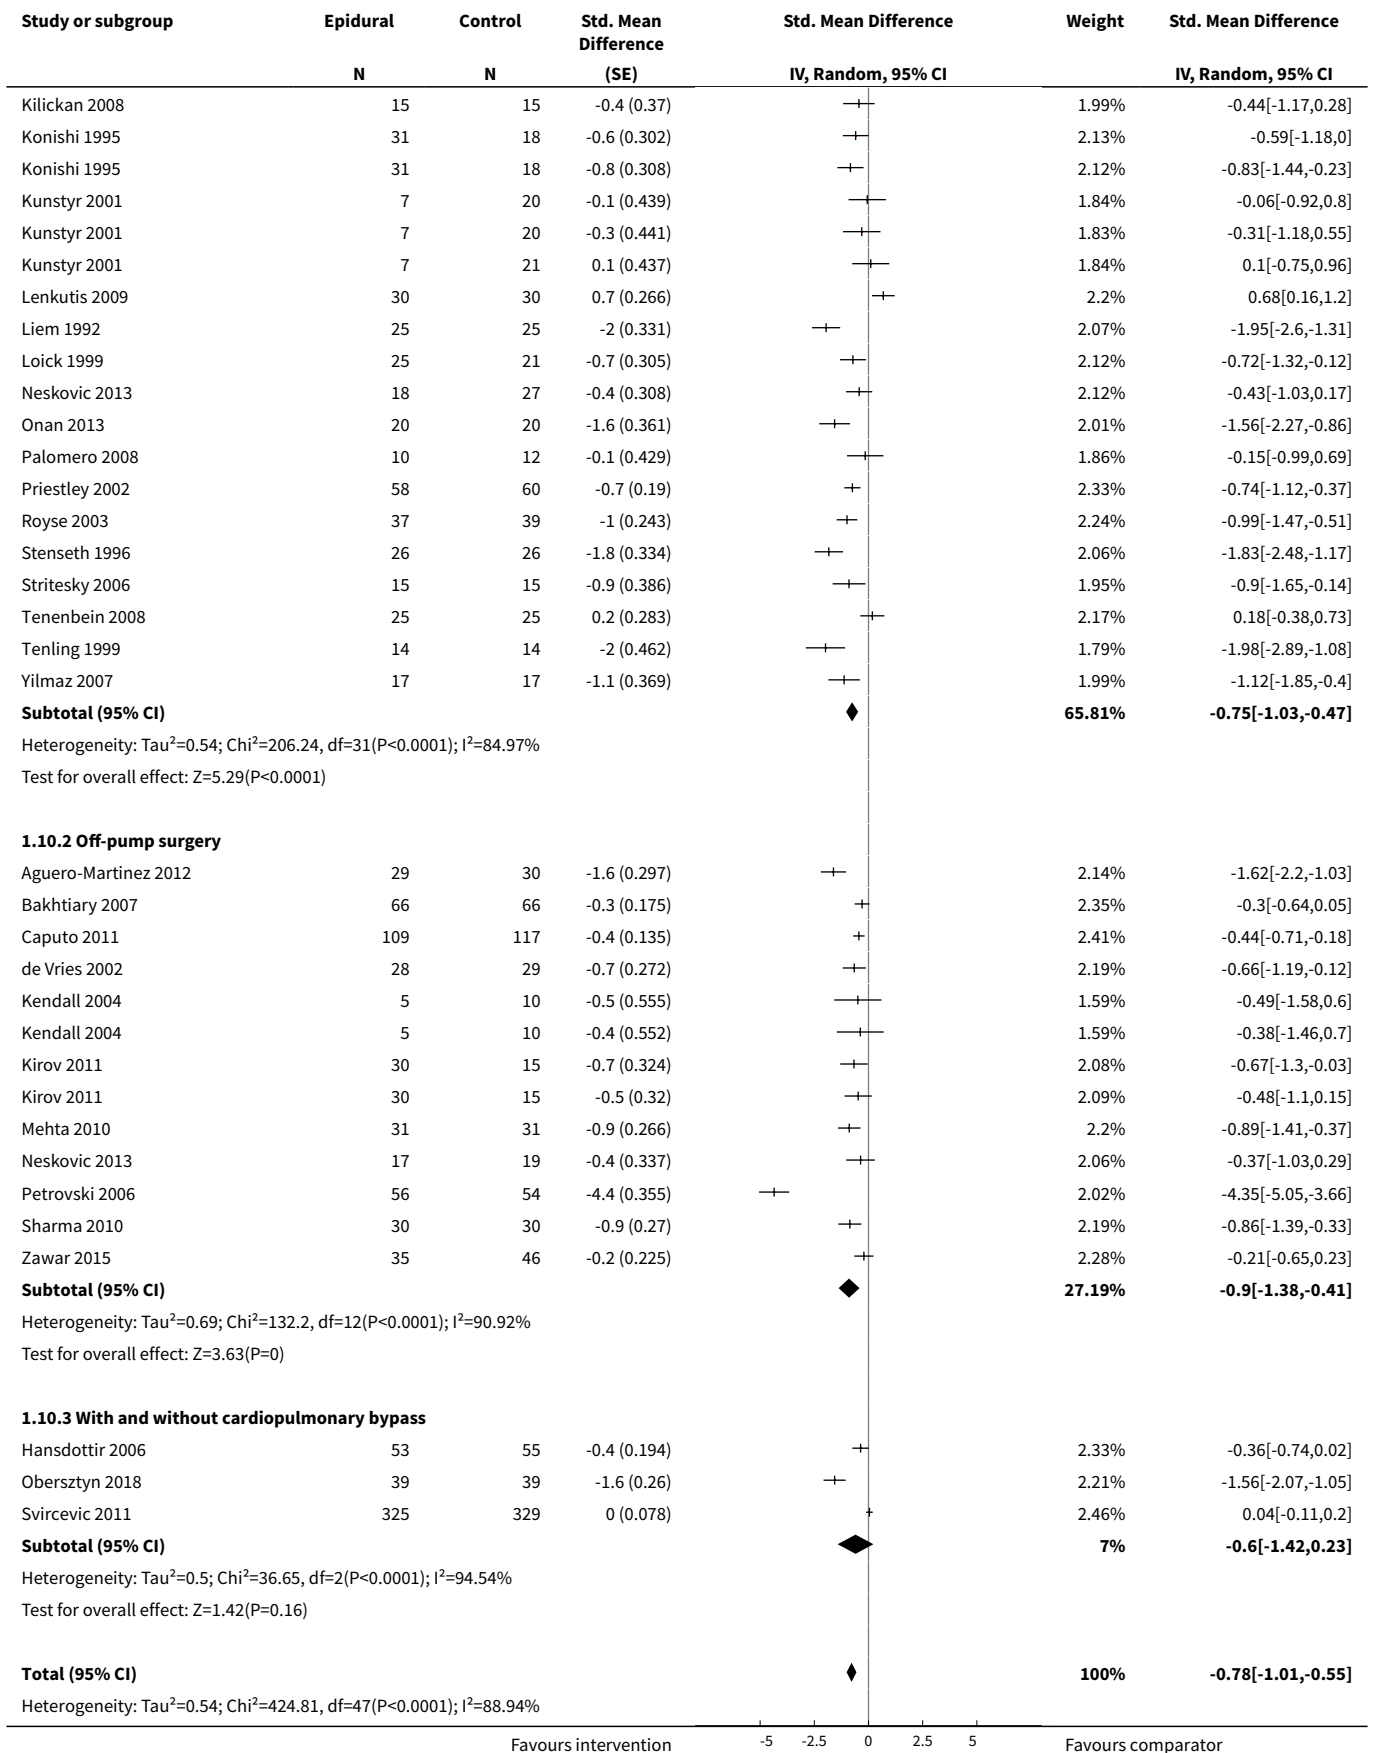 Study or subgroup Epidural Control Std. Mean Difference Std. Mean Difference Weight Std. Mean Difference
N N (SE) IV, Random, 95% CI IV, Random, 95% CI
Kilickan 2008 15 15 -0.4 (0.37) 1.99% -0.44[-1.17,0.28]
Konishi 1995 31 18 -0.6 (0.302) 2.13% -0.59[-1.18,0]
Konishi 1995 31 18 -0.8 (0.308) 2.12% -0.83[-1.44,-0.23]
Kunstyr 2001 7 20 -0.1 (0.439) 1.84% -0.06[-0.92,0.8]
Kunstyr 2001 7 20 -0.3 (0.441) 1.83% -0.31[-1.18,0.55]
Kunstyr 2001 7 21 0.1 (0.437) 1.84% 0.1[-0.75,0.96]
Lenkutis 2009 30 30 0.7 (0.266) 2.2% 0.68[0.16,1.2]
Liem 1992 25 25 -2 (0.331) 2.07% -1.95[-2.6,-1.31]
Loick 1999 25 21 -0.7 (0.305) 2.12% -0.72[-1.32,-0.12]
Neskovic 2013 18 27 -0.4 (0.308) 2.12% -0.43[-1.03,0.17]
Onan 2013 20 20 -1.6 (0.361) 2.01% -1.56[-2.27,-0.86]
Palomero 2008 10 12 -0.1 (0.429) 1.86% -0.15[-0.99,0.69]
Priestley 2002 58 60 -0.7 (0.19) 2.33% -0.74[-1.12,-0.37]
Royse 2003 37 39 -1 (0.243) 2.24% -0.99[-1.47,-0.51]
Stenseth 1996 26 26 -1.8 (0.334) 2.06% -1.83[-2.48,-1.17]
Stritesky 2006 15 15 -0.9 (0.386) 1.95% -0.9[-1.65,-0.14]
Tenenbein 2008 25 25 0.2 (0.283) 2.17% 0.18[-0.38,0.73]
Tenling 1999 14 14 -2 (0.462) 1.79% -1.98[-2.89,-1.08]
Yilmaz 2007 17 17 -1.1 (0.369) 1.99% -1.12[-1.85,-0.4]
Subtotal (95% CI) 65.81% -0.75[-1.03,-0.47]
Heterogeneity: Tau²=0.54; Chi²=206.24, df=31(P<0.0001); I²=84.97%
Test for overall effect: Z=5.29(P<0.0001)
1.10.2 Off-pump surgery
Aguero-Martinez 2012 29 30 -1.6 (0.297) 2.14% -1.62[-2.2,-1.03]
Bakhtiary 2007 66 66 -0.3 (0.175) 2.35% -0.3[-0.64,0.05]
Caputo 2011 109 117 -0.4 (0.135) 2.41% -0.44[-0.71,-0.18]
de Vries 2002 28 29 -0.7 (0.272) 2.19% -0.66[-1.19,-0.12]
Kendall 2004 5 10 -0.5 (0.555) 1.59% -0.49[-1.58,0.6]
Kendall 2004 5 10 -0.4 (0.552) 1.59% -0.38[-1.46,0.7]
Kirov 2011 30 15 -0.7 (0.324) 2.08% -0.67[-1.3,-0.03]
Kirov 2011 30 15 -0.5 (0.32) 2.09% -0.48[-1.1,0.15]
Mehta 2010 31 31 -0.9 (0.266) 2.2% -0.89[-1.41,-0.37]
Neskovic 2013 17 19 -0.4 (0.337) 2.06% -0.37[-1.03,0.29]
Petrovski 2006 56 54 -4.4 (0.355) 2.02% -4.35[-5.05,-3.66]
Sharma 2010 30 30 -0.9 (0.27) 2.19% -0.86[-1.39,-0.33]
Zawar 2015 35 46 -0.2 (0.225) 2.28% -0.21[-0.65,0.23]
Subtotal (95% CI) 27.19% -0.9[-1.38,-0.41]
Heterogeneity: Tau²=0.69; Chi²=132.2, df=12(P<0.0001); I²=90.92%
Test for overall effect: Z=3.63(P=0)
1.10.3 With and without cardiopulmonary bypass
Hansdottir 2006 53 55 -0.4 (0.194) 2.33% -0.36[-0.74,0.02]
Obersztyn 2018 39 39 -1.6 (0.26) 2.21% -1.56[-2.07,-1.05]
Svircevic 2011 325 329 0 (0.078) 2.46% 0.04[-0.11,0.2]
Subtotal (95% CI) 7% -0.6[-1.42,0.23]
Heterogeneity: Tau²=0.5; Chi²=36.65, df=2(P<0.0001); I²=94.54%
Test for overall effect: Z=1.42(P=0.16)
Total (95% CI) 100% -0.78[-1.01,-0.55]
Heterogeneity: Tau²=0.54; Chi²=424.81, df=47(P<0.0001); I²=88.94%
Favours intervention -5 -2.5 0 2.5 5 Favours comparator